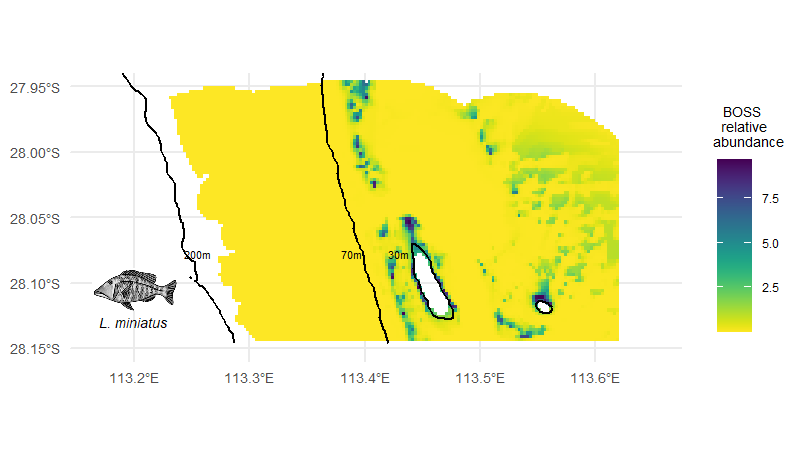 27.95°S
28.00°S
28.05°S
28.10°S
28.15°S
200m
70m
30m
L. miniatus
113.2°E
113.3°E
113.4°E
113.5°E
113.6°E
BOSS
relative
abundance
7.5
5.0
2.5